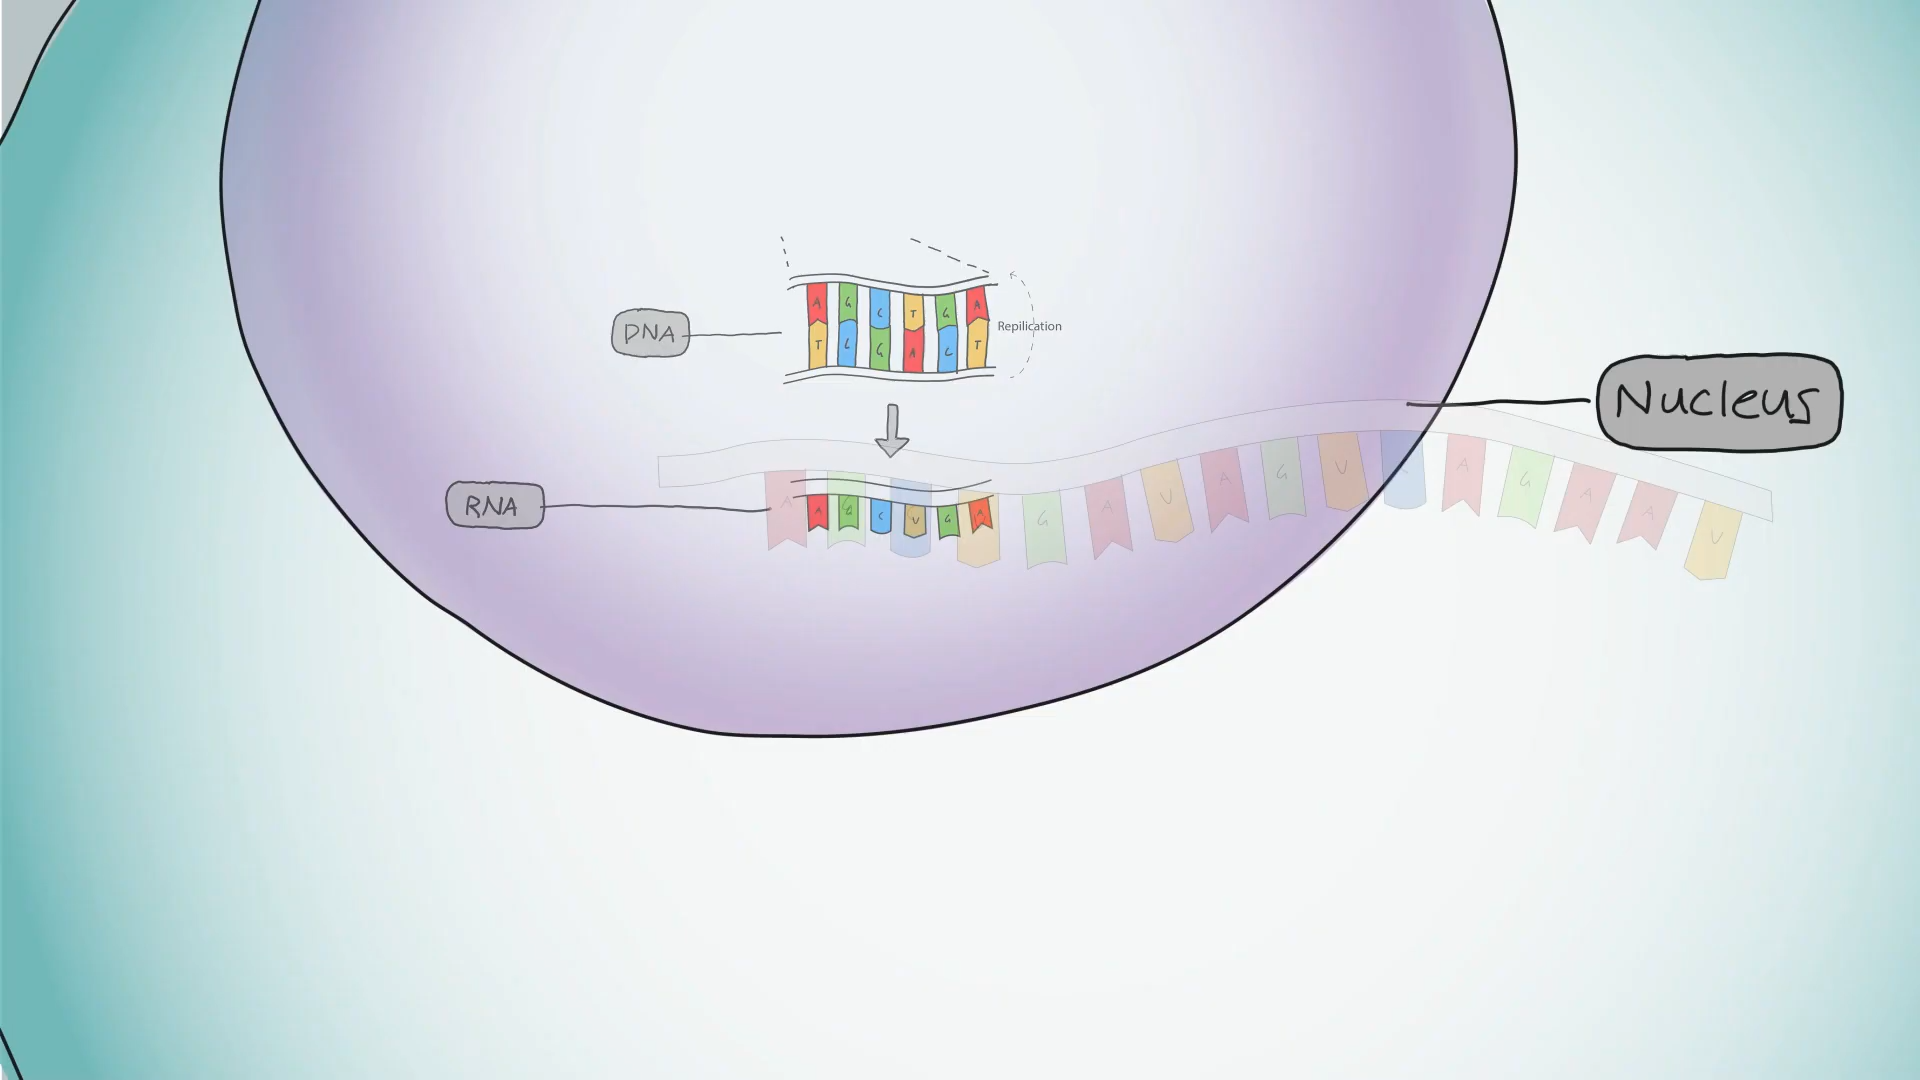 A G C T G A
DNA
T C G A C T
Repilication
Nucleus
RNA
A G C U G A
A G A U A G U A G A A U